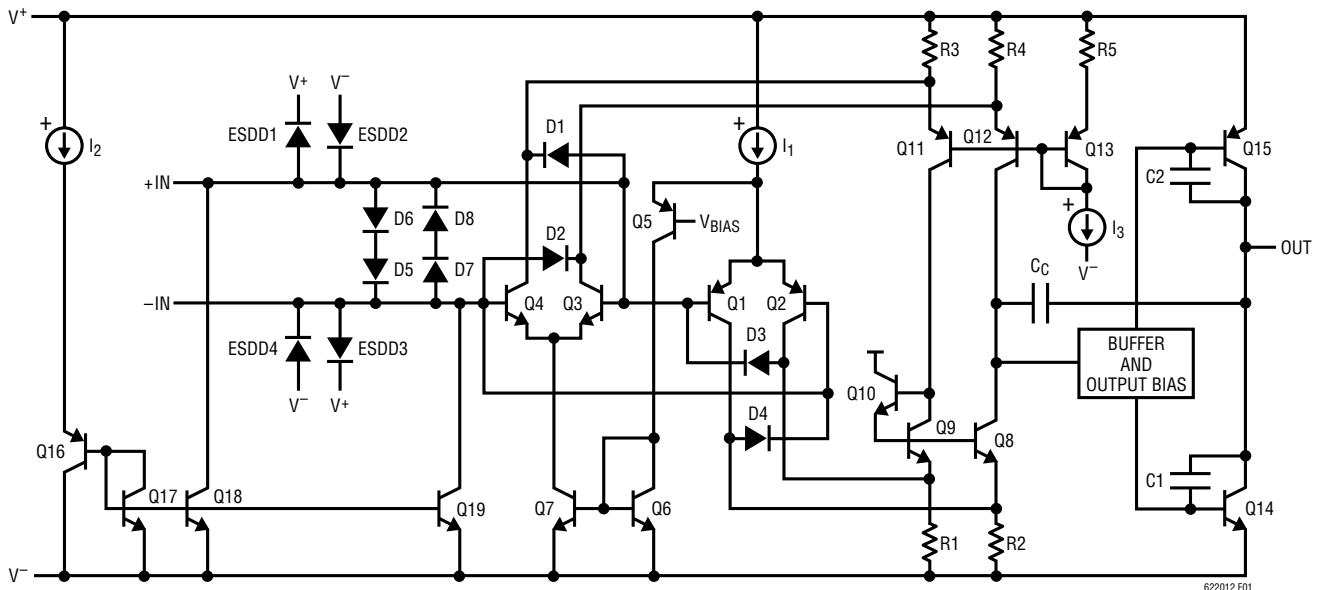 V+
R3
R4
R5
V+
V−
ESDD1
ESDD2
+
I2
D1
+
I1
Q11
Q12
Q13
Q15
C2
+IN
D6
D8
Q5
VBIAS
+
I3
V−
OUT
D2
D5
D7
CC
−IN
Q4
Q3
Q1
Q2
ESDD4
ESDD3
D3
BUFFER
AND
OUTPUT BIAS
V−
V+
Q10
D4
Q9
Q8
Q16
C1
Q17
Q18
Q19
Q7
Q6
Q14
R1
R2
V−
622012 F01